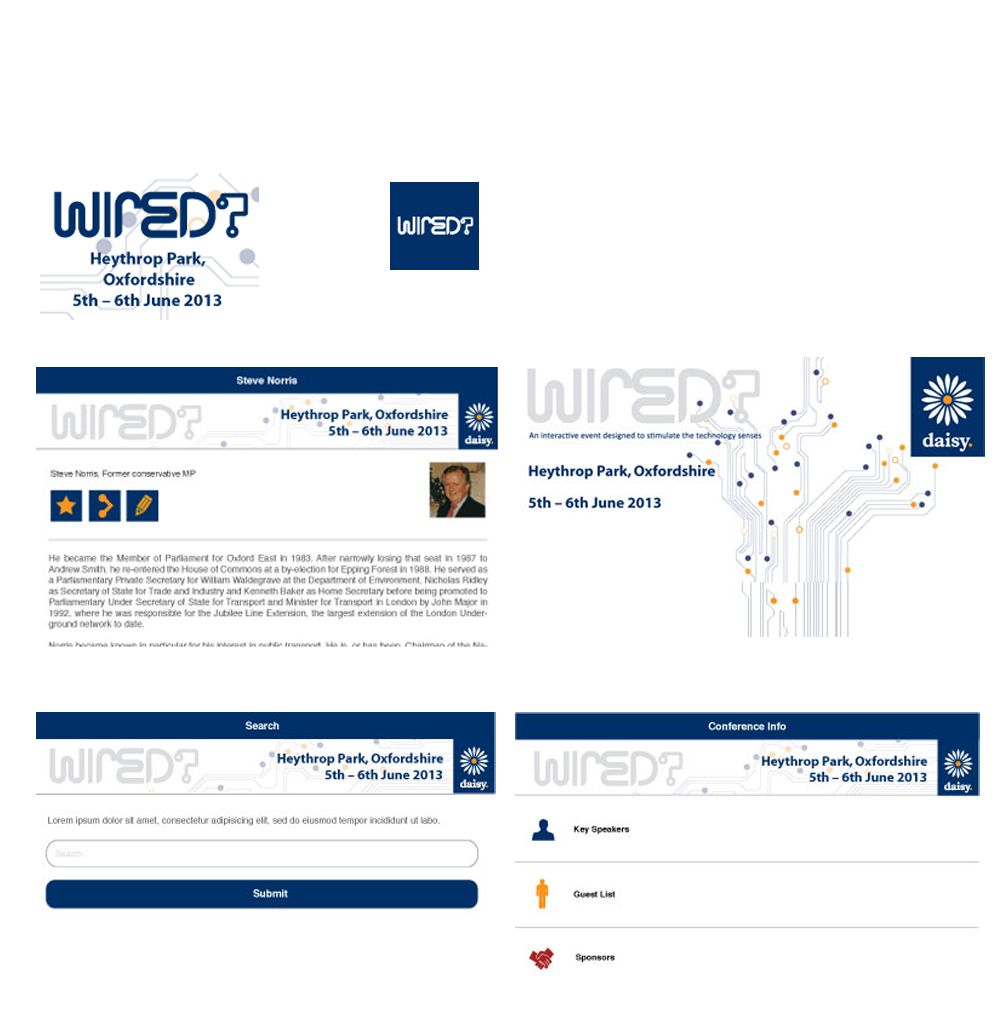 WIRED?
Heythrop Park,
Oxfordshire
5th – 6th June 2013
WIRED?
Steve Norris
WIRED?
Heythrop Park, Oxfordshire
5th – 6th June 2013
daisy.
Steve Norris, Former conservative MP
He became the Member of Parliament for Oxford East in 1983. After narrowly losing that seat in 1987 to
Andrew Smith, he re-entered the House of Commons at a by-election for Epping Forest in 1988. He served as
a Parliamentary Private Secretary for William Waldegrave at the Department of Environment, Nicholas Ridley
as Secretary of State for Trade and Industry and Kenneth Baker as Home Secretary before being promoted to
Parliamentary Under Secretary of State for Transport and Minister for Transport in London by John Major in
1992, where he was responsible for the Jubilee Line Extension, the largest extension of the London Under-
ground network to date.
Norris became known in particular for his interest in public transport. He is, or has been, Chairman of the Na-
WIRED?
An interactive event designed to stimulate the technology senses
Heythrop Park, Oxfordshire
5th – 6th June 2013
daisy.
Search
WIRED?
Heythrop Park, Oxfordshire
5th – 6th June 2013
daisy.
Lorem ipsum dolor sit amet, consectetur adipisicing elit, sed do eiusmod tempor incididunt ut labo.
Search
Submit
Conference Info
WIRED?
Heythrop Park, Oxfordshire
5th – 6th June 2013
daisy.
Key Speakers
Guest List
Sponsors